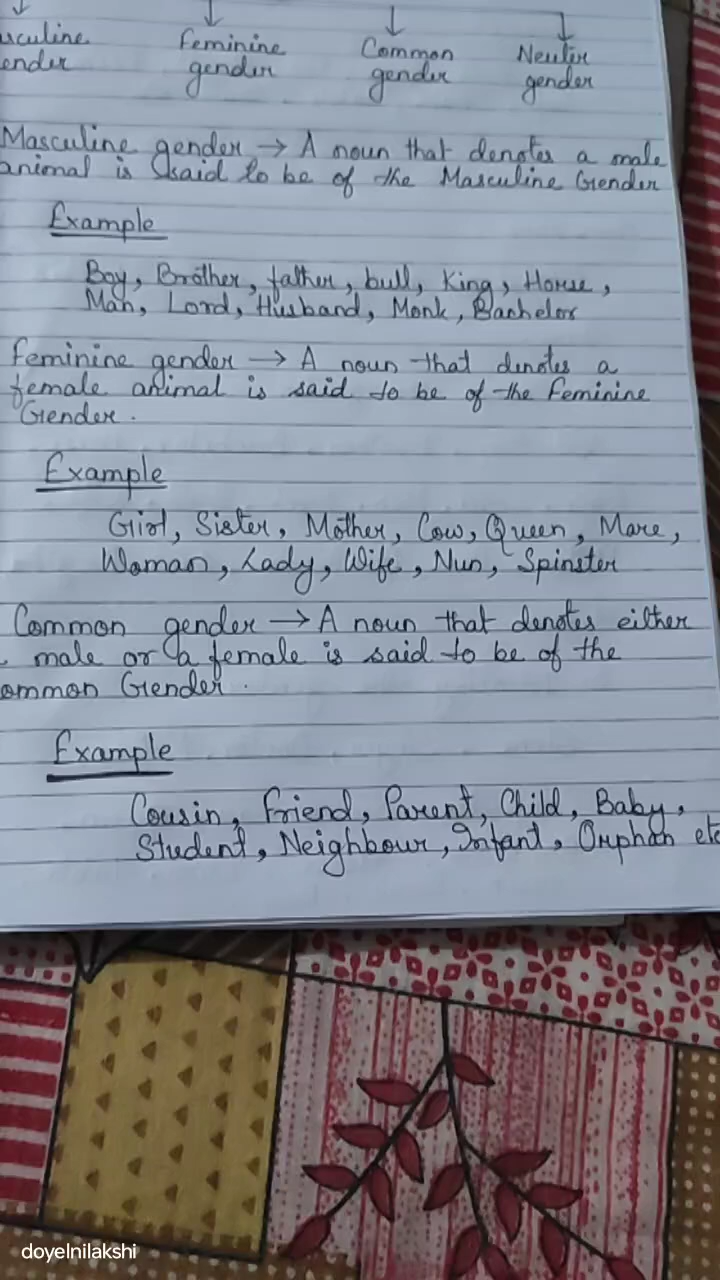 sculine Feminine Common Neuter
ender gender gender gender
Masculine gender → A noun that denotes a male
animal is said to be of the Masculine Gender
Example
Boy, Brother, father, bull, King, Horse,
Man, Lord, Husband, Monk, Bachelor
Feminine gender → A noun that denotes a
female animal is said to be of the Feminine
Gender.
Example
Girl, Sister, Mother, Cow, Queen, Mare,
Woman, Lady, Wife, Nun, Spinster
Common gender → A noun that denotes either
male or a female is said to be of the
ommon Gender.
Example
Cousin, Friend, Parent, Child, Baby,
Student, Neighbour, Infant, Orphan etc
doyelnilakshi